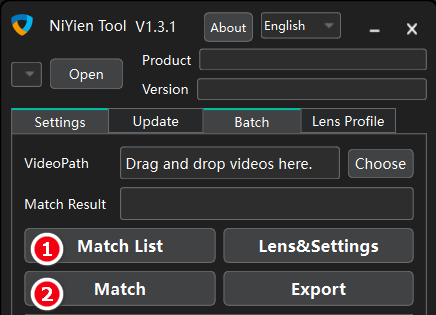 NiYien Tool V1.3.1 About English
Product
Open
Version
Settings Update Batch Lens Profile
VideoPath Drag and drop videos here. Choose
Match Result
1 Match List Lens&Settings
2 Match Export